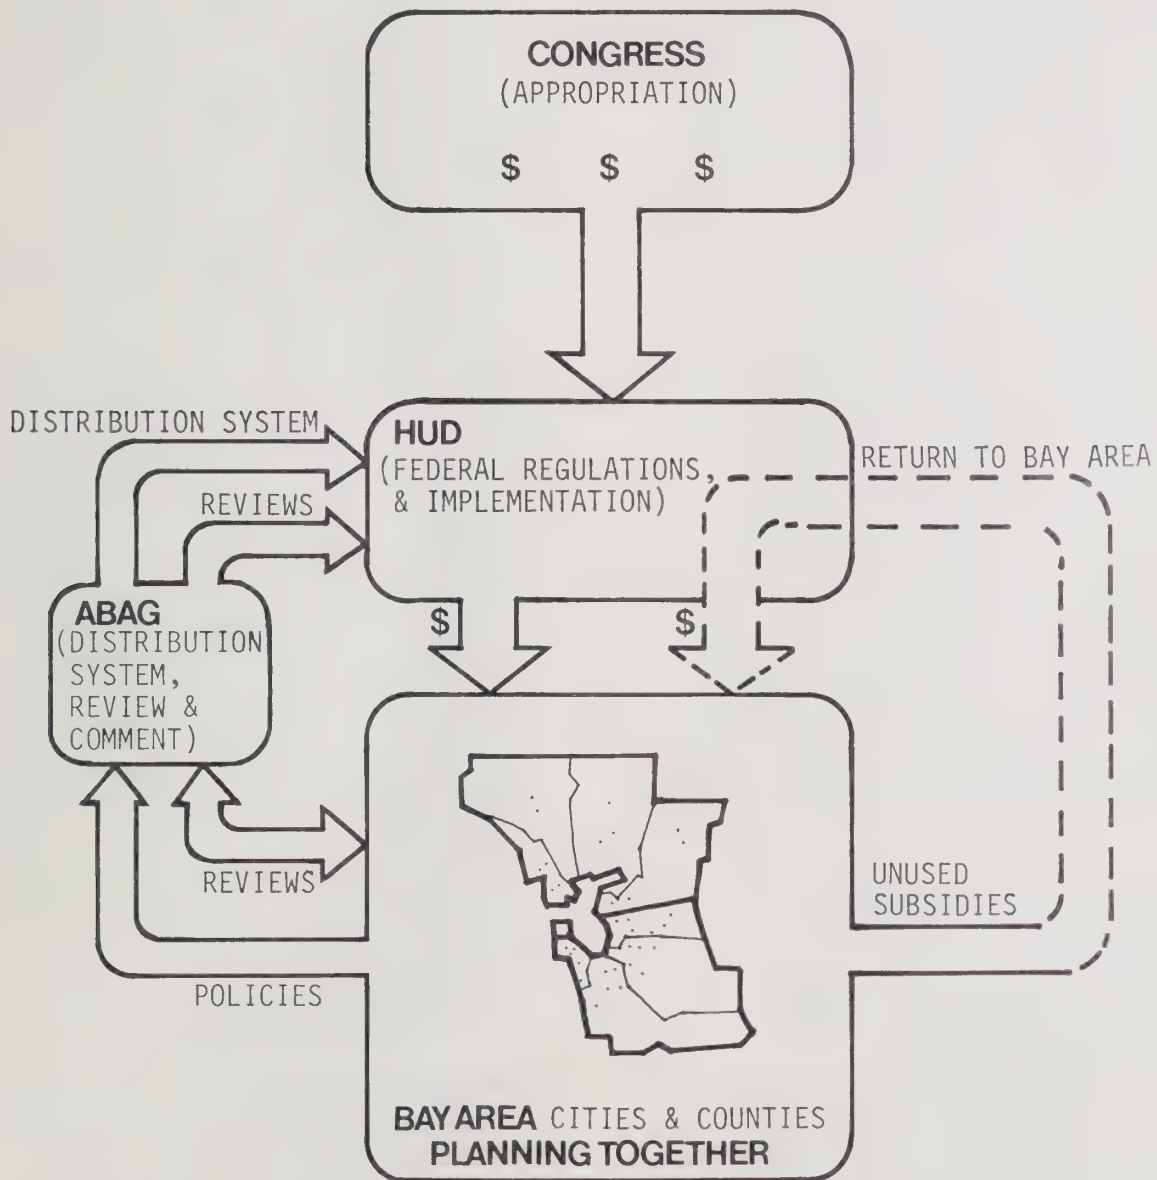 CONGRESS
(APPROPRIATION)
$ $ $
DISTRIBUTION SYSTEM
HUD
(FEDERAL REGULATIONS,
& IMPLEMENTATION)
RETURN TO BAY AREA
REVIEWS
ABAG
(DISTRIBUTION
SYSTEM,
REVIEW &
COMMENT)
$ $
REVIEWS
UNUSED
SUBSIDIES
POLICIES
BAY AREA CITIES & COUNTIES
PLANNING TOGETHER